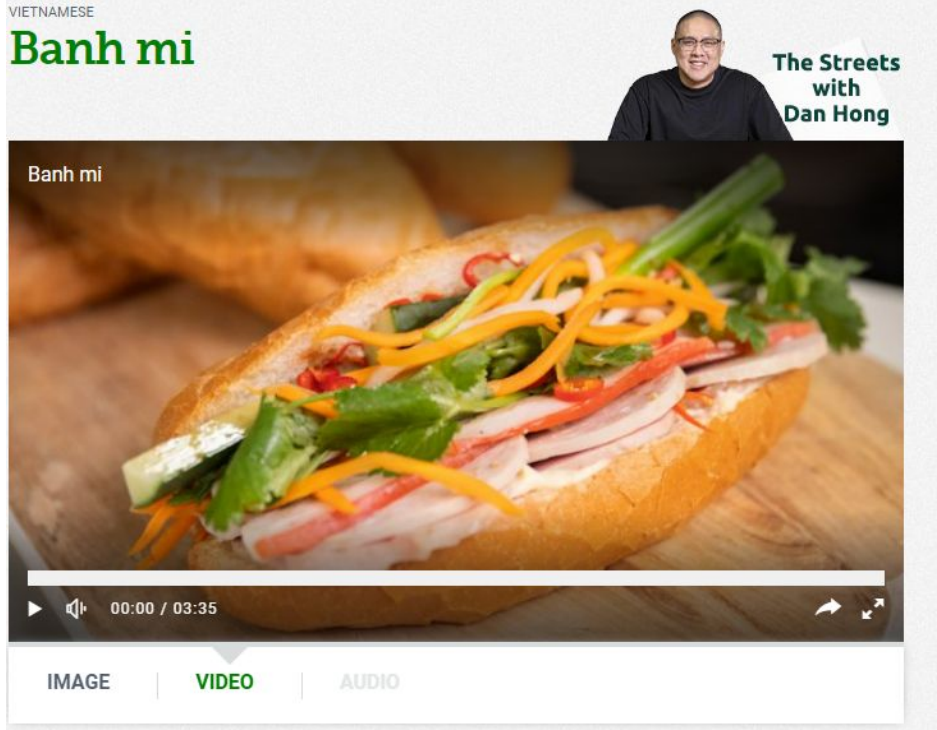 VIETNAMESE
Banh mi
The Streets
with
Dan Hong
Banh mi
00:00 / 03:35
IMAGE
VIDEO
AUDIO